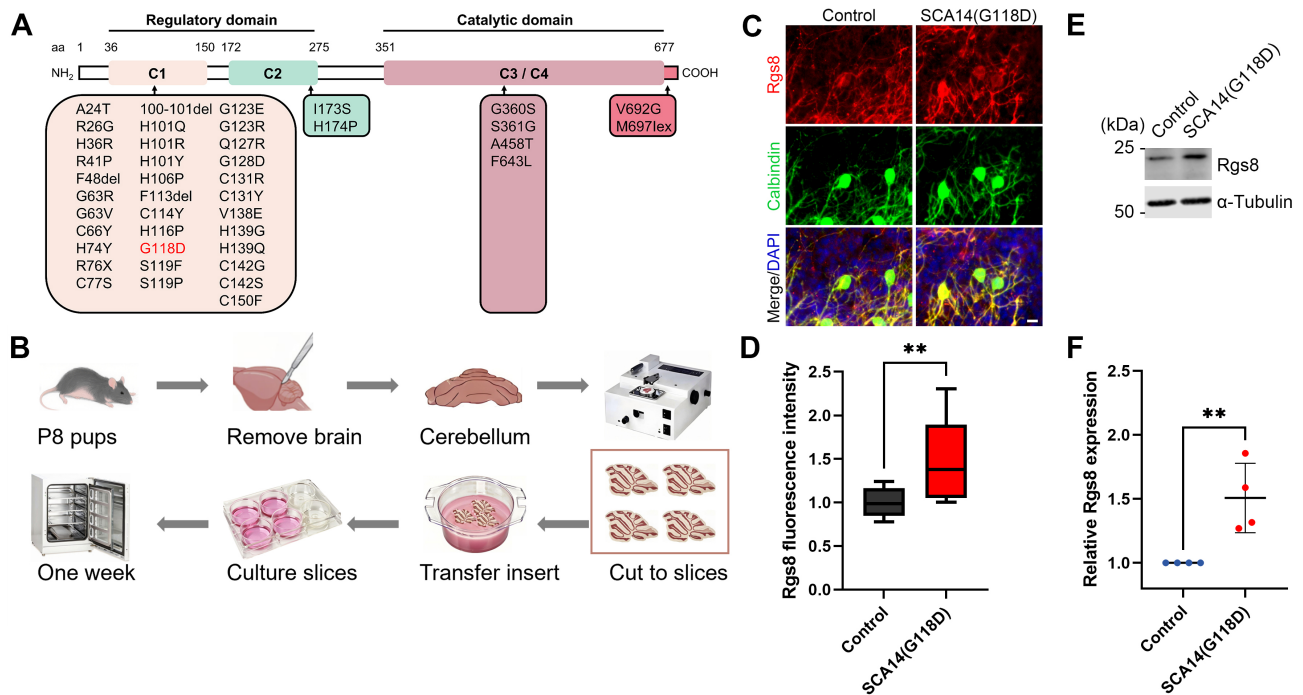 A
Regulatory domain
Catalytic domain
aa 1 36 150 172 275 351 677
NH2 C1 C2 C3 / C4 COOH
A24T 100-101del G123E
R26G H101Q G123R
H36R H101R Q127R
R41P H101Y G128D
F48del H106P C131R
G63R F113del C131Y
G63V C114Y V138E
C66Y H116P H139G
H74Y G118D H139Q
R76X S119F C142G
C77S S119P C142S
C150F
I173S
H174P
G360S
S361G
A458T
F643L
V692G
M697Iex
B
P8 pups
Remove brain
Cerebellum
Cut to slices
Transfer insert
Culture slices
One week
C
Control SCA14(G118D)
Rgs8
Calbindin
Merge/DAPI
D
**
Rgs8 fluorescence intensity
2.5
2.0
1.5
1.0
0.5
0.0
Control
SCA14(G118D)
E
Control
SCA14(G118D)
(kDa)
25
Rgs8
50
α-Tubulin
F
**
Relative Rgs8 expression
2.5
2.0
1.5
1.0
Control
SCA14(G118D)